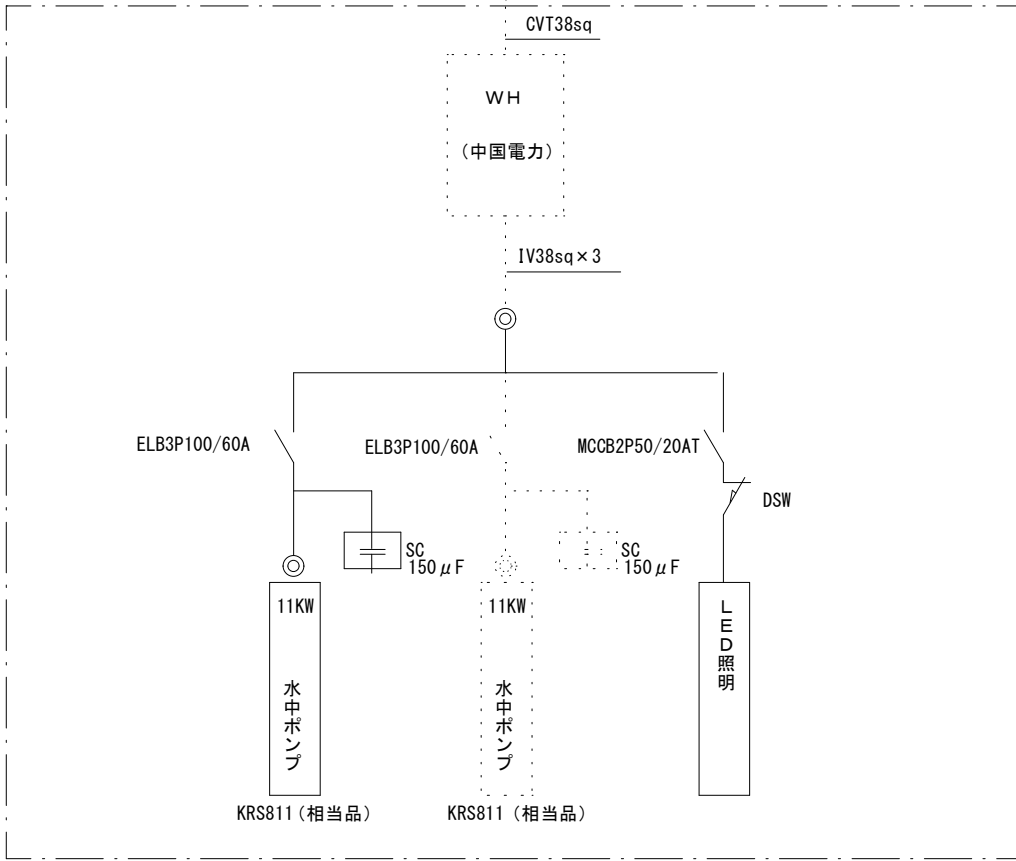 CVT38sq
WH
(中国電力)
IV38sq×3
ELB3P100/60A
ELB3P100/60A
MCCB2P50/20AT
DSW
SC
150μF
SC
150μF
11KW
水中ポンプ
11KW
水中ポンプ
LED照明
KRS811(相当品)
KRS811(相当品)